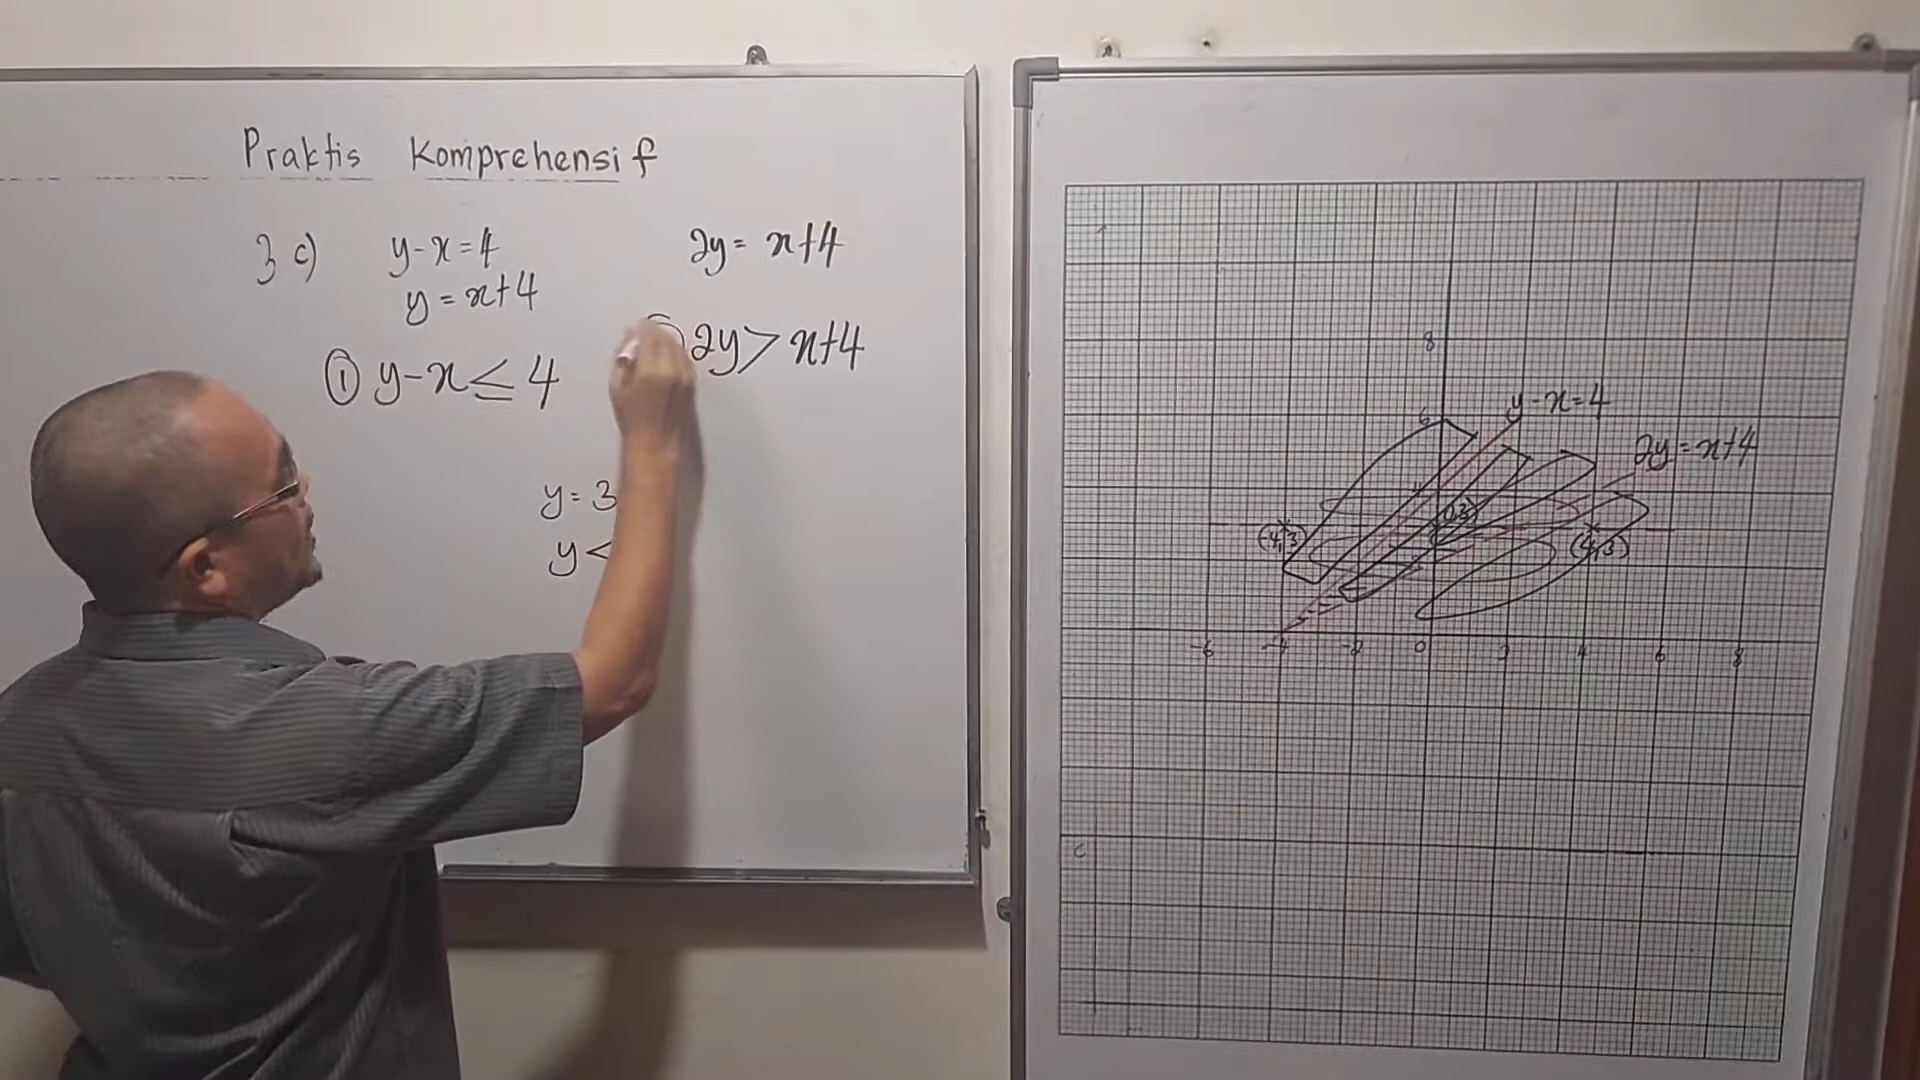 Praktis Komprehensif
3 c) y-x=4 2y= x+4
y = x+4
2y > x+4
① y-x ≤ 4
y = 3
y <
8
6
y-x=4
2y=x+4
(0,3)
(-4,3) (4,3)
-6 -4 -2 0 2 4 6 8